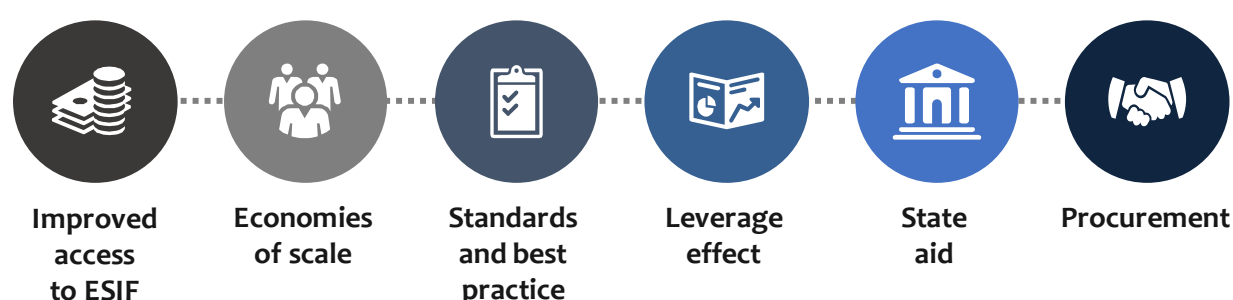 Improved
access
to ESIF
Economies
of scale
Standards
and best
practice
Leverage
effect
State
aid
Procurement